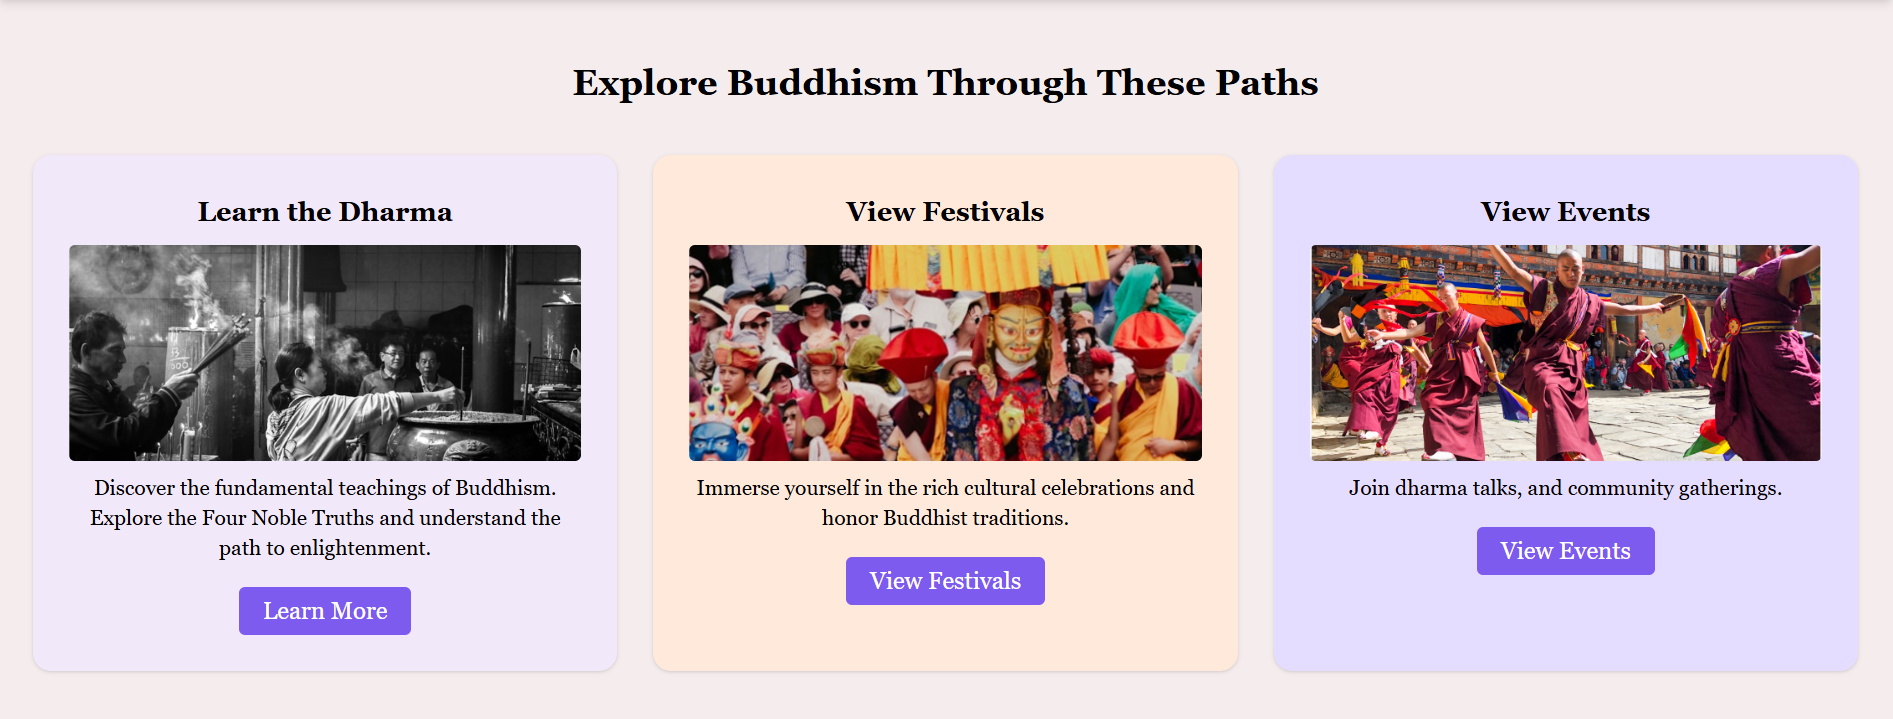 Explore Buddhism Through These Paths
Learn the Dharma
Discover the fundamental teachings of Buddhism.
Explore the Four Noble Truths and understand the
path to enlightenment.
Learn More
View Festivals
Immerse yourself in the rich cultural celebrations and
honor Buddhist traditions.
View Festivals
View Events
Join dharma talks, and community gatherings.
View Events